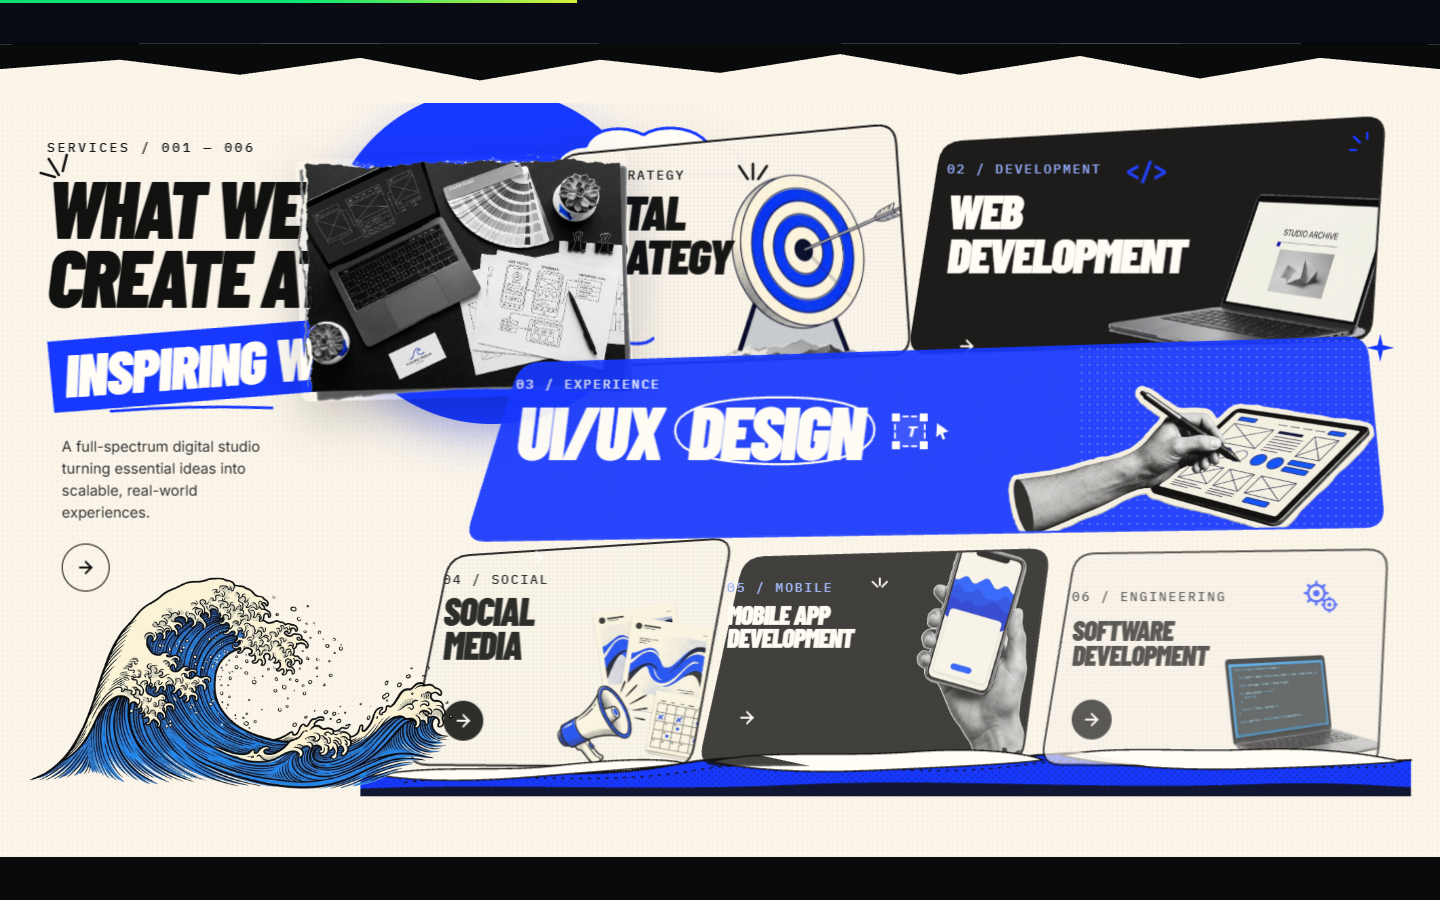 SERVICES / 001 — 006
WHAT WE
CREATE
INSPIRING
A full-spectrum digital studio
turning essential ideas into
scalable, real-world
experiences.
RATEGY
TAL
ATEGY
02 / DEVELOPMENT
</>
WEB
DEVELOPMENT
STUDIO ARCHIVE
03 / EXPERIENCE
UI/UX DESIGN
T
04 / SOCIAL
SOCIAL
MEDIA
05 / MOBILE
MOBILE APP
DEVELOPMENT
06 / ENGINEERING
SOFTWARE
DEVELOPMENT